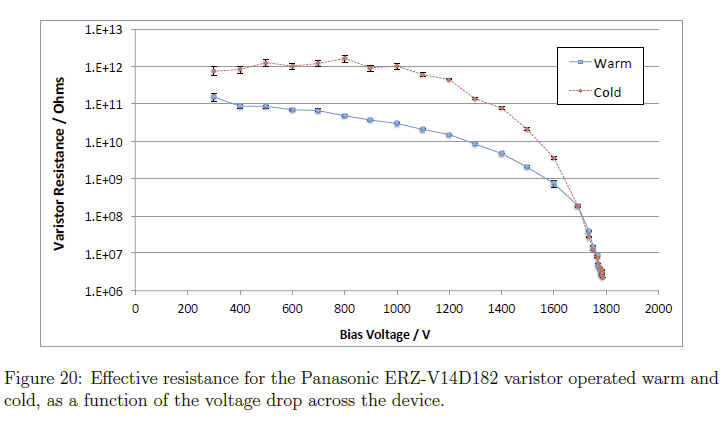 1.E+13
1.E+12
1.E+11
1.E+10
1.E+09
1.E+08
1.E+07
1.E+06
Varistor Resistance / Ohms
Warm
Cold
0 200 400 600 800 1000 1200 1400 1600 1800 2000
Bias Voltage / V
Figure 20: Effective resistance for the Panasonic ERZ-V14D182 varistor operated warm and
cold, as a function of the voltage drop across the device.